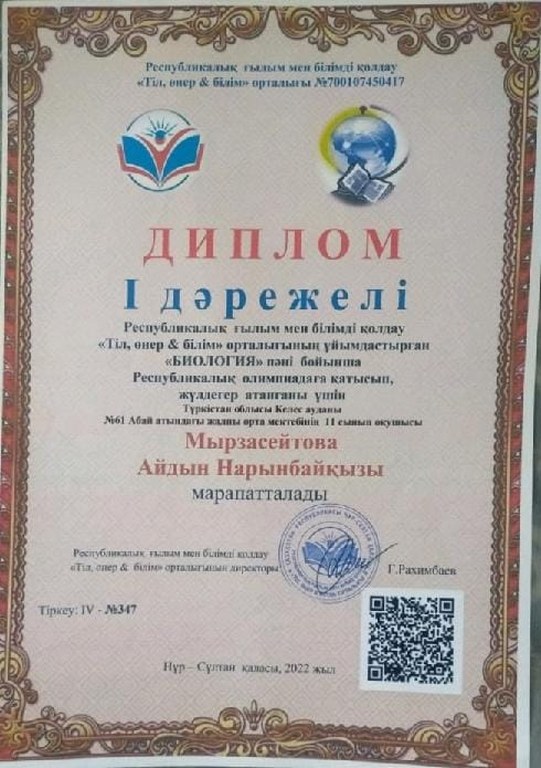 Республикалық ғылым мен білімді қолдау
«Тіл, өнер & білім» орталығы №700107450417
ДИПЛОМ
I дәрежелі
Республикалық ғылым мен білімді қолдау
«Тіл, өнер & білім» орталығының ұйымдастырған
«БИОЛОГИЯ» пәні бойынша
Республикалық олимпиадаға қатысып,
жүлдегер атанғаны үшін
Түркістан облысы Келес ауданы
№61 Абай атындағы жалпы орта мектебінің 11 сынып оқушысы
Мырзасейтова
Айдын Нарынбайқызы
марапатталады
Республикалық ғылым мен білімді қолдау
«Тіл, өнер & білім» орталығының директоры
Г.Рахимбаев
Тіркеу: IV - №347
Нұр – Сұлтан қаласы, 2022 жыл